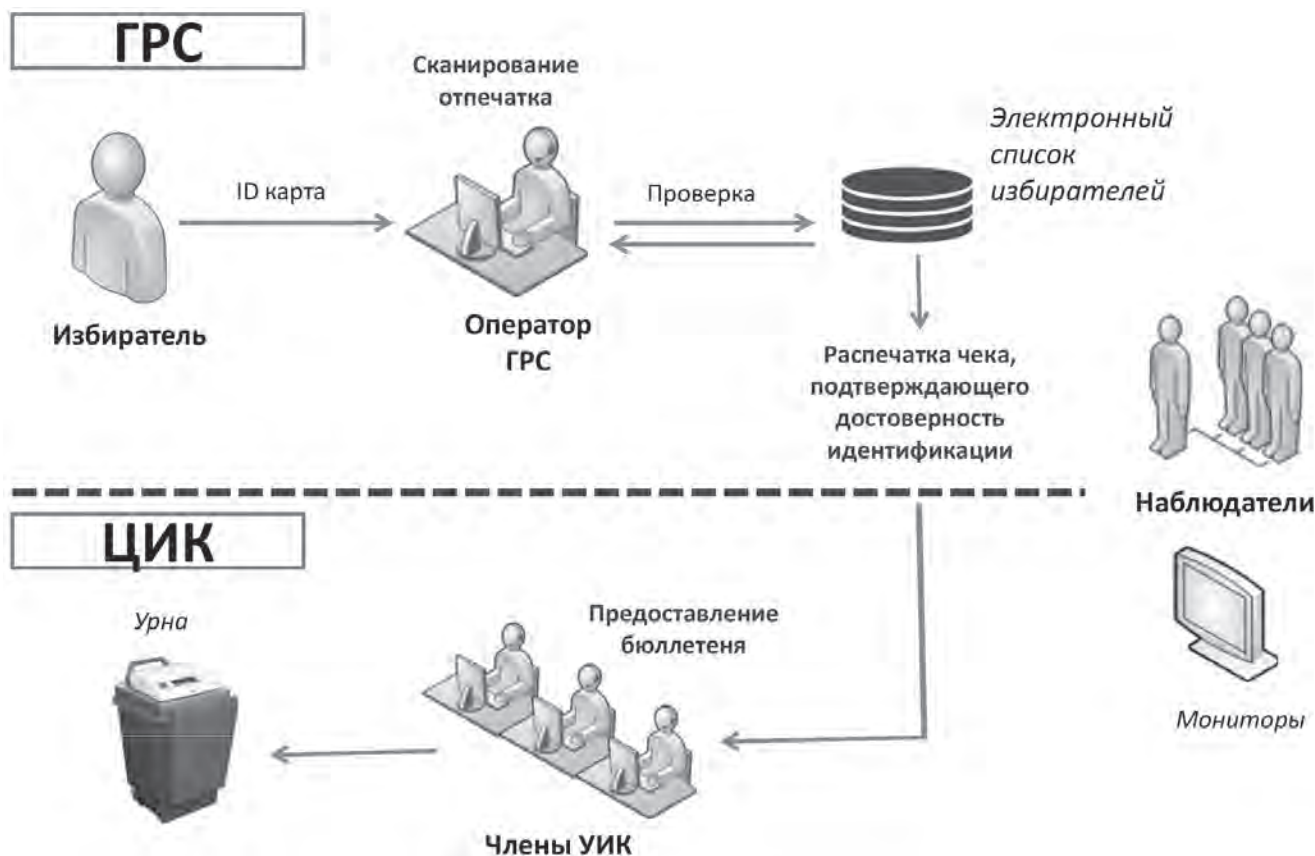 ГРС
Сканирование
отпечатка
Электронный
список
избирателей
ID карта
Проверка
Избиратель
Оператор
ГРС
Распечатка чека,
подтверждающего
достоверность
идентификации
Наблюдатели
ЦИК
Урна
Предоставление
бюллетеня
Мониторы
Члены УИК